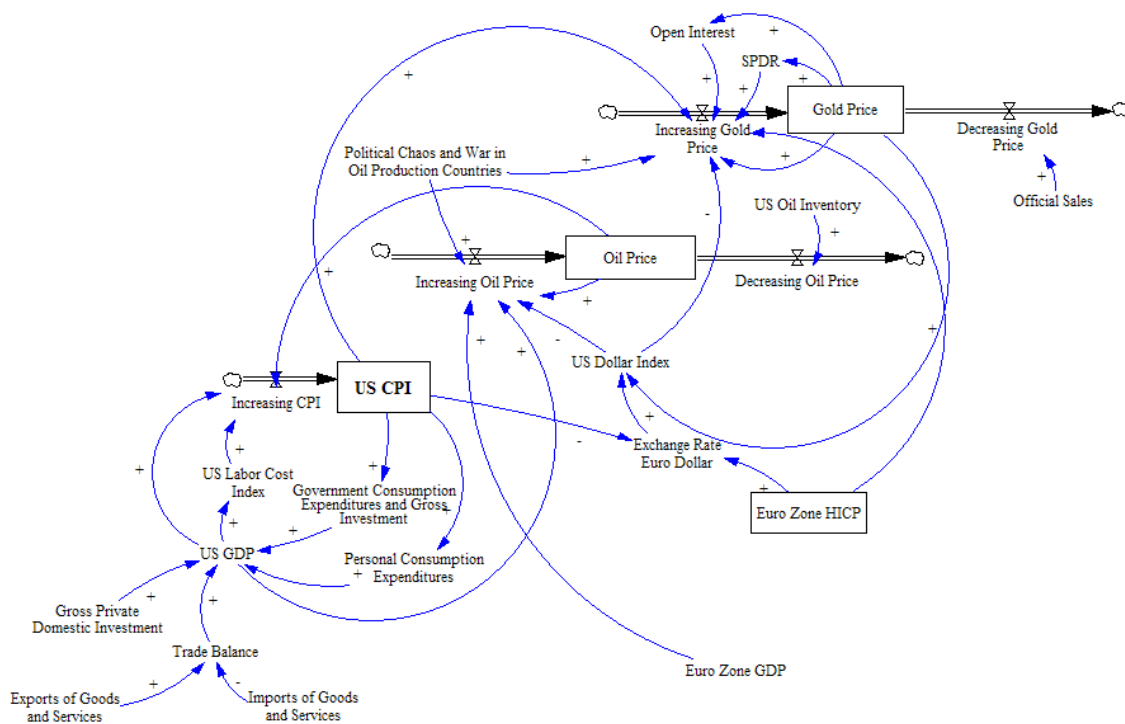 Open Interest
+
SPDR
+
+
+
+
Gold Price
Increasing Gold
Price
Decreasing Gold
Price
Political Chaos and War in
Oil Production Countries
+
+
+
Official Sales
US Oil Inventory
-
+
+
Oil Price
+
Increasing Oil Price
Decreasing Oil Price
+
+
+
+
-
US Dollar Index
+
US CPI
Increasing CPI
+
-
Exchange Rate
Euro Dollar
+
+
US Labor Cost
Index
+
+
Euro Zone HICP
Government Consumption
Expenditures and Gross
Investment
+
+
+
US GDP
Personal Consumption
Expenditures
+
+
Gross Private
Domestic Investment
+
Trade Balance
Euro Zone GDP
+
-
Exports of Goods
and Services
Imports of Goods
and Services